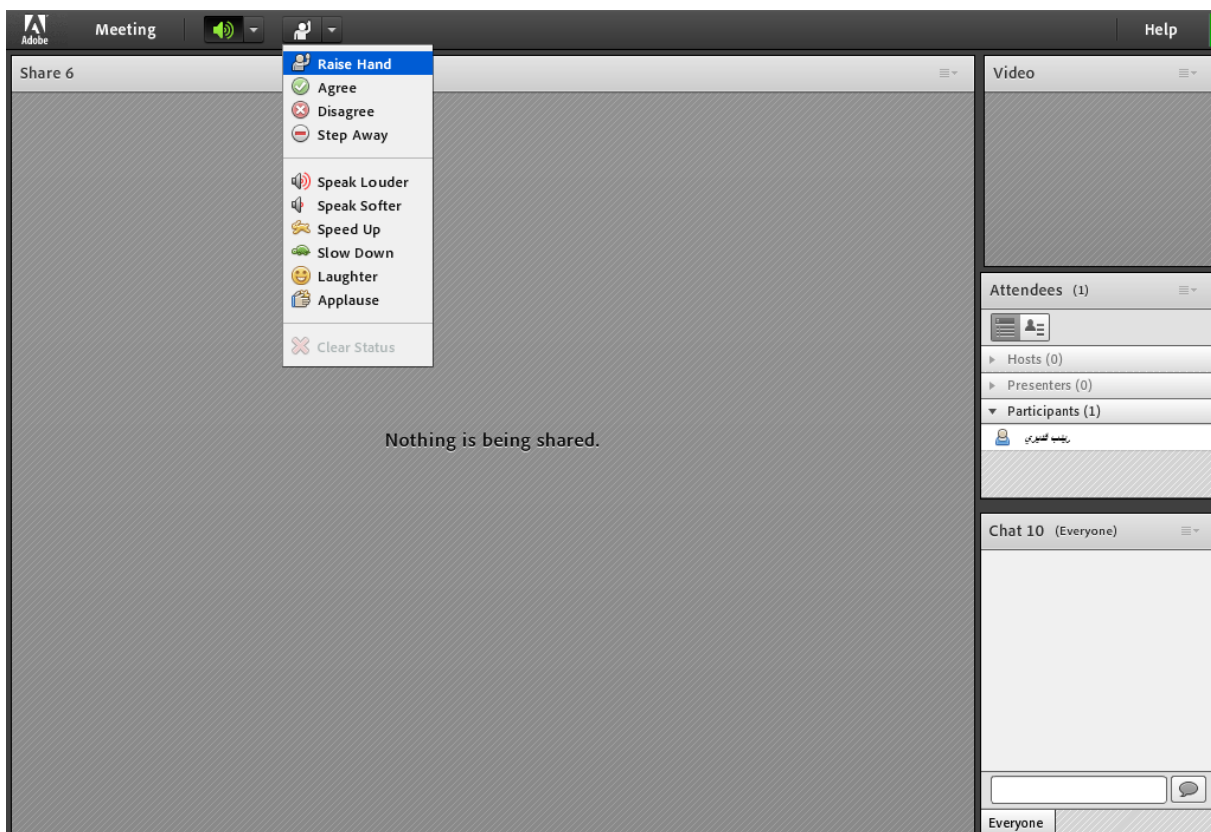 Adobe
Meeting
Help
Share 6
Raise Hand
Agree
Disagree
Step Away
Speak Louder
Speak Softer
Speed Up
Slow Down
Laughter
Applause
Clear Status
Nothing is being shared.
Video
Attendees (1)
Hosts (0)
Presenters (0)
Participants (1)
زينب
Chat 10 (Everyone)
Everyone